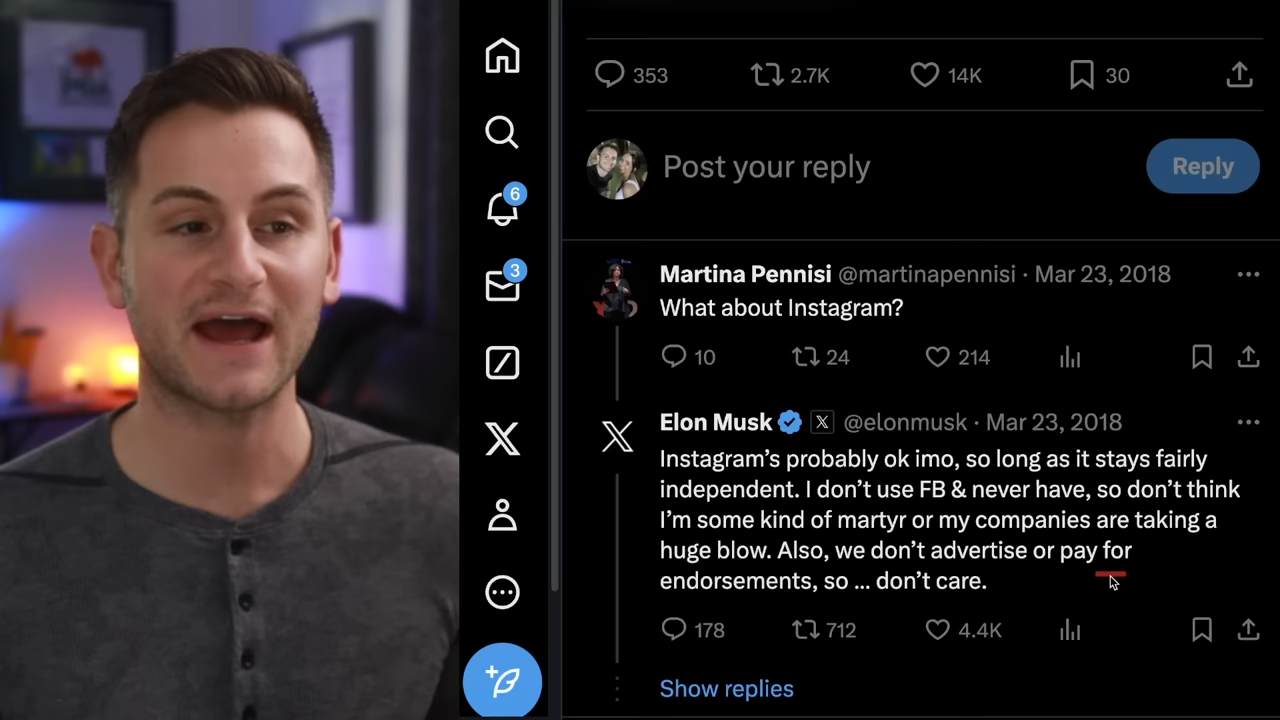 353 2.7K 14K 30
Post your reply
Reply
6
3
Martina Pennisi @martinapennisi · Mar 23, 2018
What about Instagram?
10 24 214
Elon Musk @elonmusk · Mar 23, 2018
Instagram’s probably ok imo, so long as it stays fairly
independent. I don’t use FB & never have, so don’t think
I’m some kind of martyr or my companies are taking a
huge blow. Also, we don’t advertise or pay for
endorsements, so ... don’t care.
178 712 4.4K
Show replies